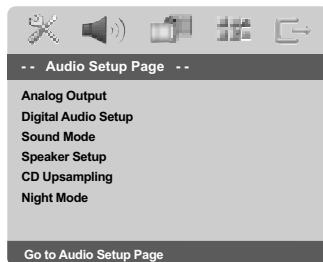 -- Audio Setup Page --
Analog Output
Digital Audio Setup
Sound Mode
Speaker Setup
CD Upsampling
Night Mode
Go to Audio Setup Page